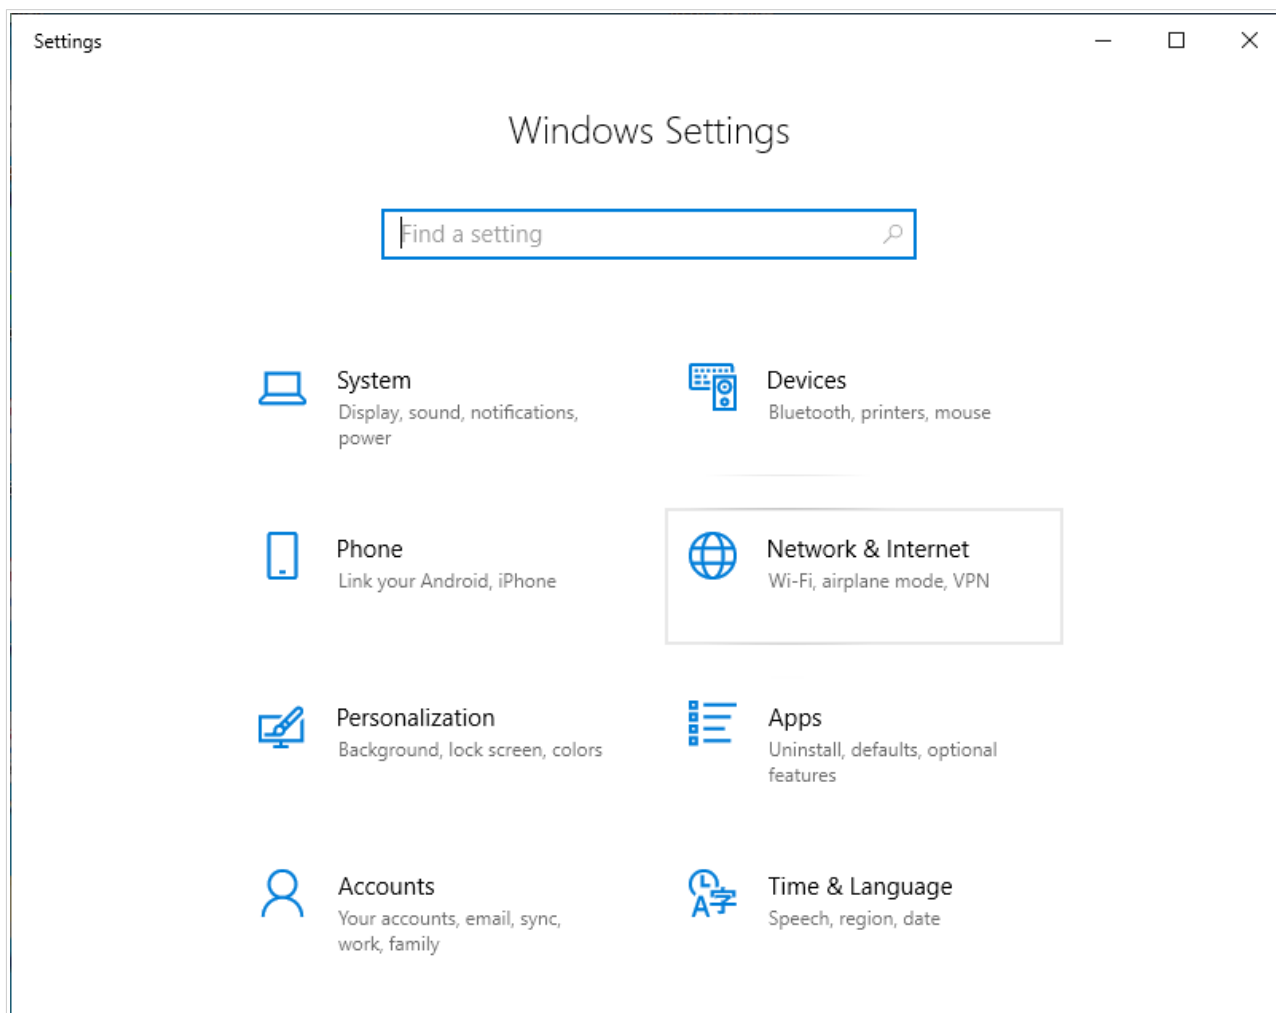 Settings
Windows Settings
Find a setting
System
Display, sound, notifications,
power
Devices
Bluetooth, printers, mouse
Phone
Link your Android, iPhone
Network & Internet
Wi-Fi, airplane mode, VPN
Personalization
Background, lock screen, colors
Apps
Uninstall, defaults, optional
features
Accounts
Your accounts, email, sync,
work, family
Time & Language
Speech, region, date